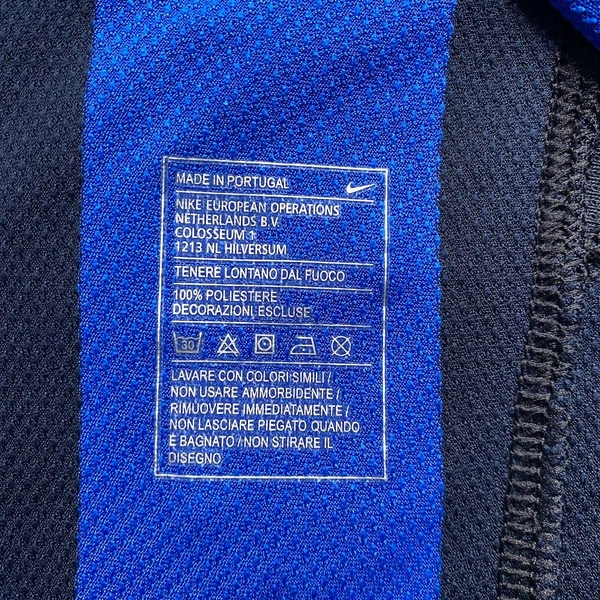 MADE IN PORTUGAL
NIKE EUROPEAN OPERATIONS
NETHERLANDS B.V
COLOSSEUM 1
1213 NL HILVERSUM
TENERE LONTANO DAL FUOCO
100% POLIESTERE
DECORAZIONI ESCLUSE
30
LAVARE CON COLORI SIMILI /
NON USARE AMMORBIDENTE /
RIMUOVERE IMMEDIATAMENTE /
NON LASCIARE PIEGATO QUANDO
È BAGNATO / NON STIRARE IL
DISEGNO